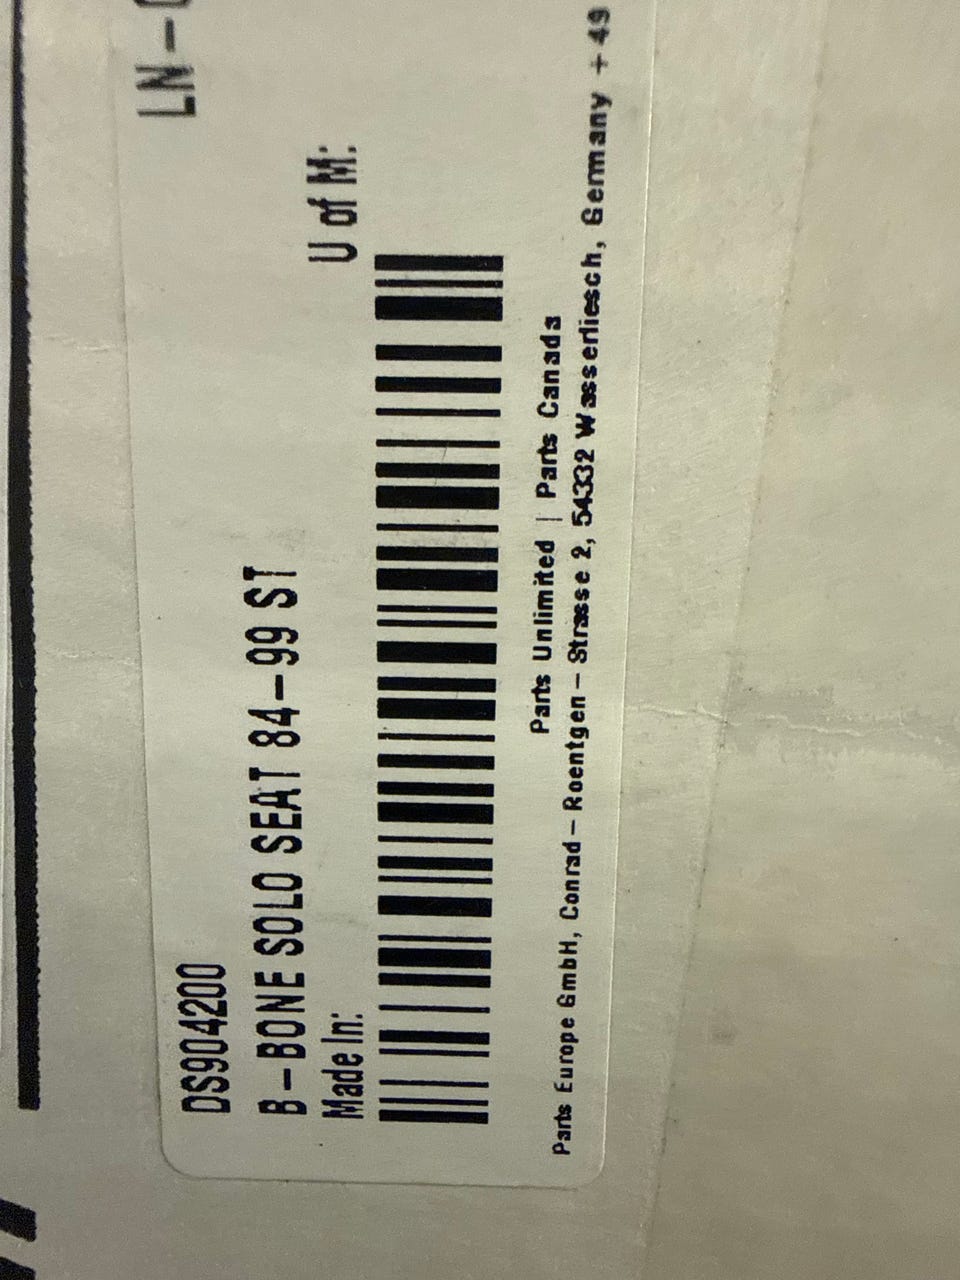 LN-
DS904200
B-BONE SOLO SEAT 84-99 ST
Made In:
U of M:
Parts Unlimited | Parts Canada
Parts Europe GmbH, Conrad-Roentgen-Strasse 2, 54332 Wasserliesch, Germany +49